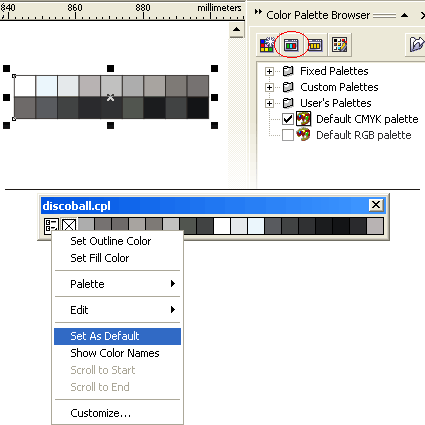 840 860 880 900 millimeters
Color Palette Browser
Fixed Palettes
Custom Palettes
User's Palettes
Default CMYK palette
Default RGB palette
discoball.cpl
Set Outline Color
Set Fill Color
Palette
Edit
Set As Default
Show Color Names
Scroll to Start
Scroll to End
Customize...